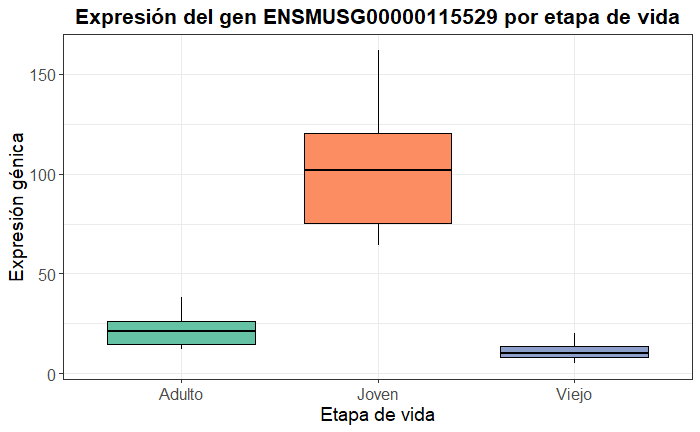 Expresión del gen ENSMUSG00000115529 por etapa de vida
Expresión génica
150
100
50
0
Adulto Joven Viejo
Etapa de vida